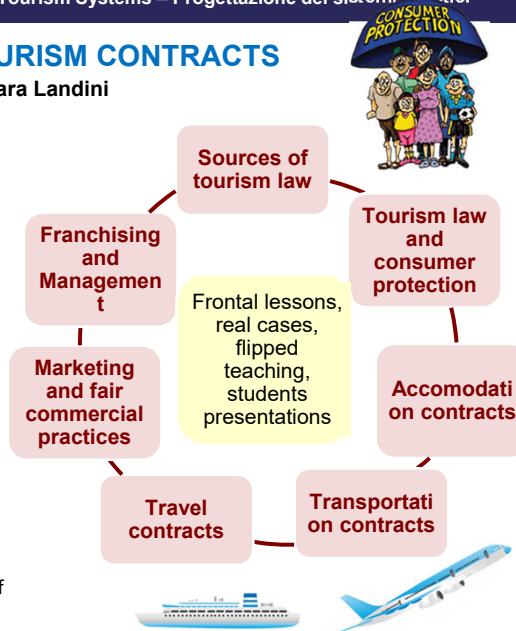 Tourism Systems – Progettazione dei
CONSUMER
PROTECTION
URISM CONTRACTS
ara Landini
Sources of
tourism law
Tourism law
and
consumer
protection
Accomodati
on contracts
Transportati
on contracts
Travel
contracts
Marketing
and fair
commercial
practices
Franchising
and
Managemen
t
Frontal lessons,
real cases,
flipped
teaching,
students
presentations
f